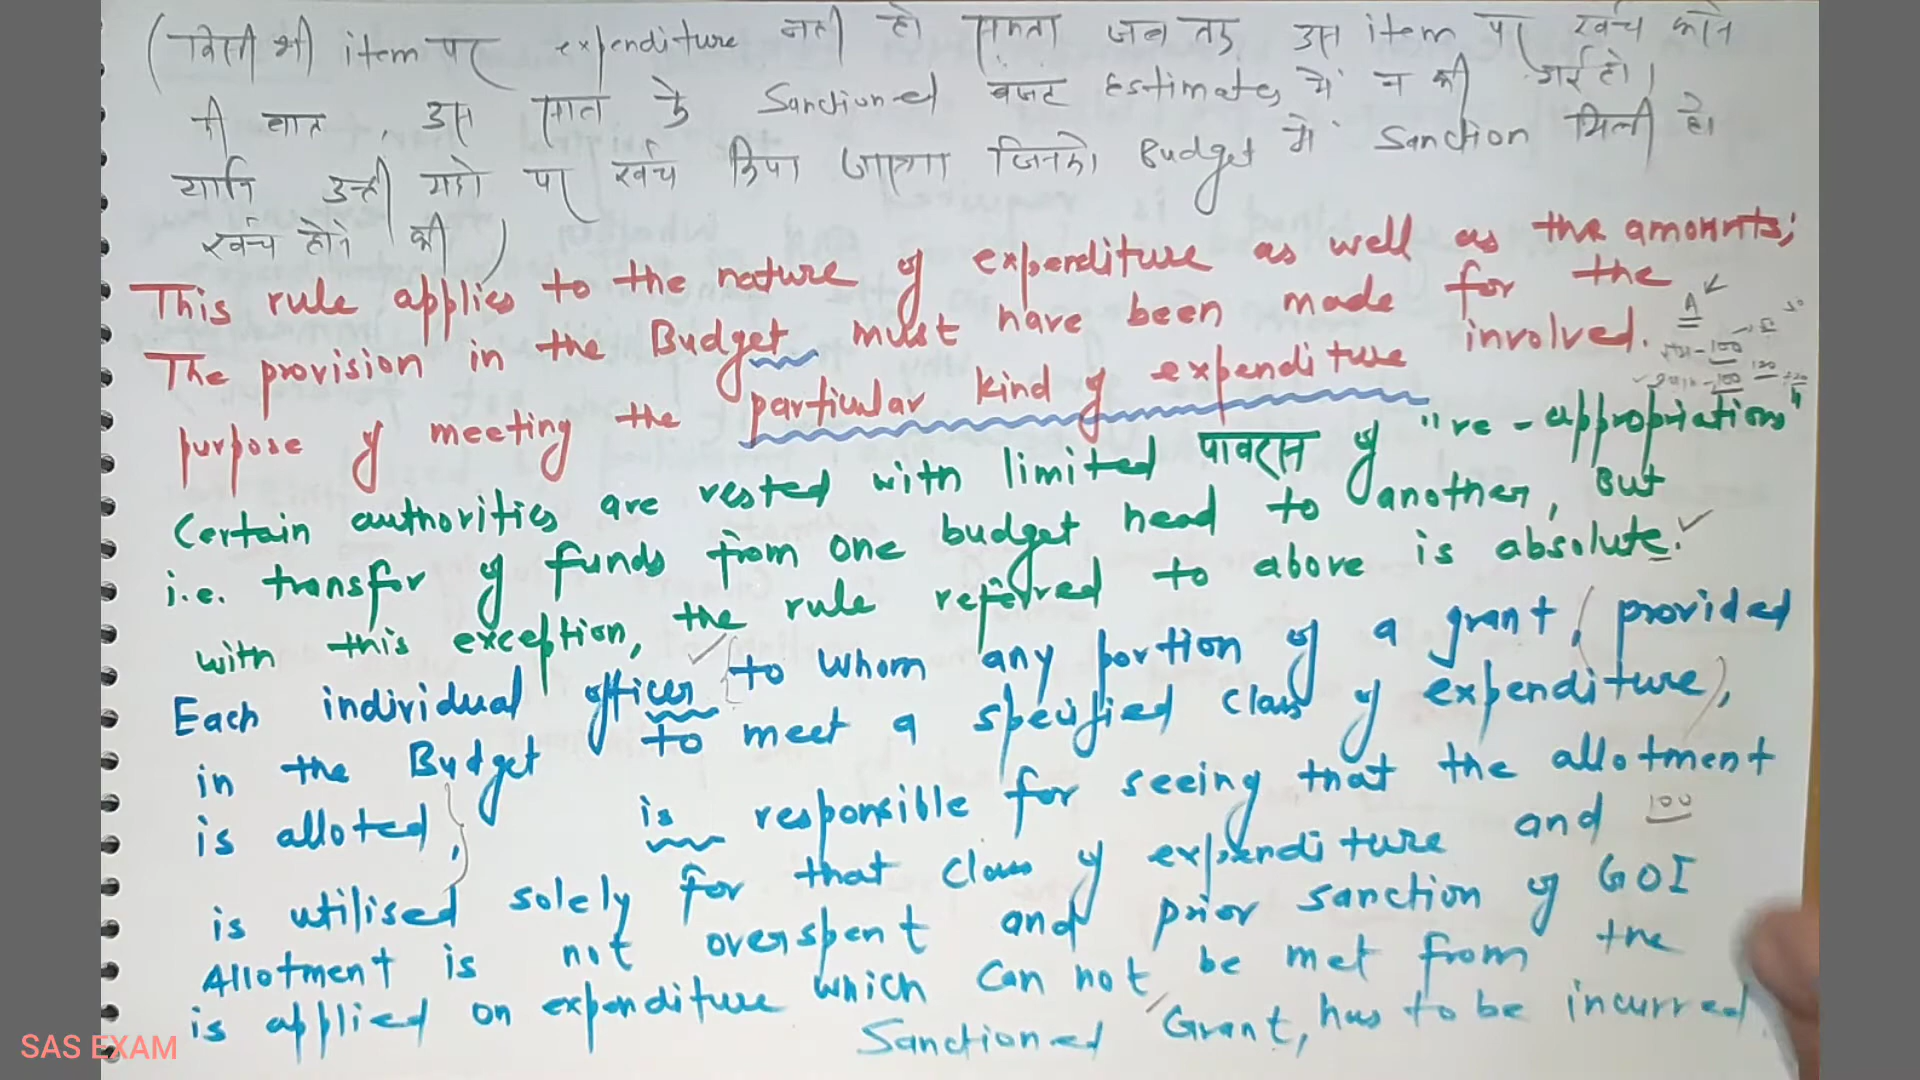 (किसी भी item पर expenditure नही हो सकता जब तक उस item पर खर्च करने
की बात , उस साल के Sanctioned बजट Estimates में न की गई हो।
यानि उन्ही मदो पर खर्च किया जाएगा जिनको Budget में Sanction मिली हो
खर्च होने की )
This rule applies to the nature of expenditure as well as the amounts;
The provision in the Budget must have been made for the
purpose of meeting the particular kind of expenditure involved.
Certain authorities are vested with limited पावरस of "re-appropriations"
i.e. transfor of funds from one budget head to another, But
with this exception, the rule referred to above is absolute.
Each individual officer to whom any portion of a grant, provided
in the Budget to meet a specified class of expenditure,
is alloted, is responsible for seeing that the allotment
is utilised solely for that class of expenditure and
Allotment is not overspent and prior sanction of GOI
is applied on expenditure which can not be met from the
Sanctioned Grant, has to be incurred.
A
100
100
120
100
SAS EXAM